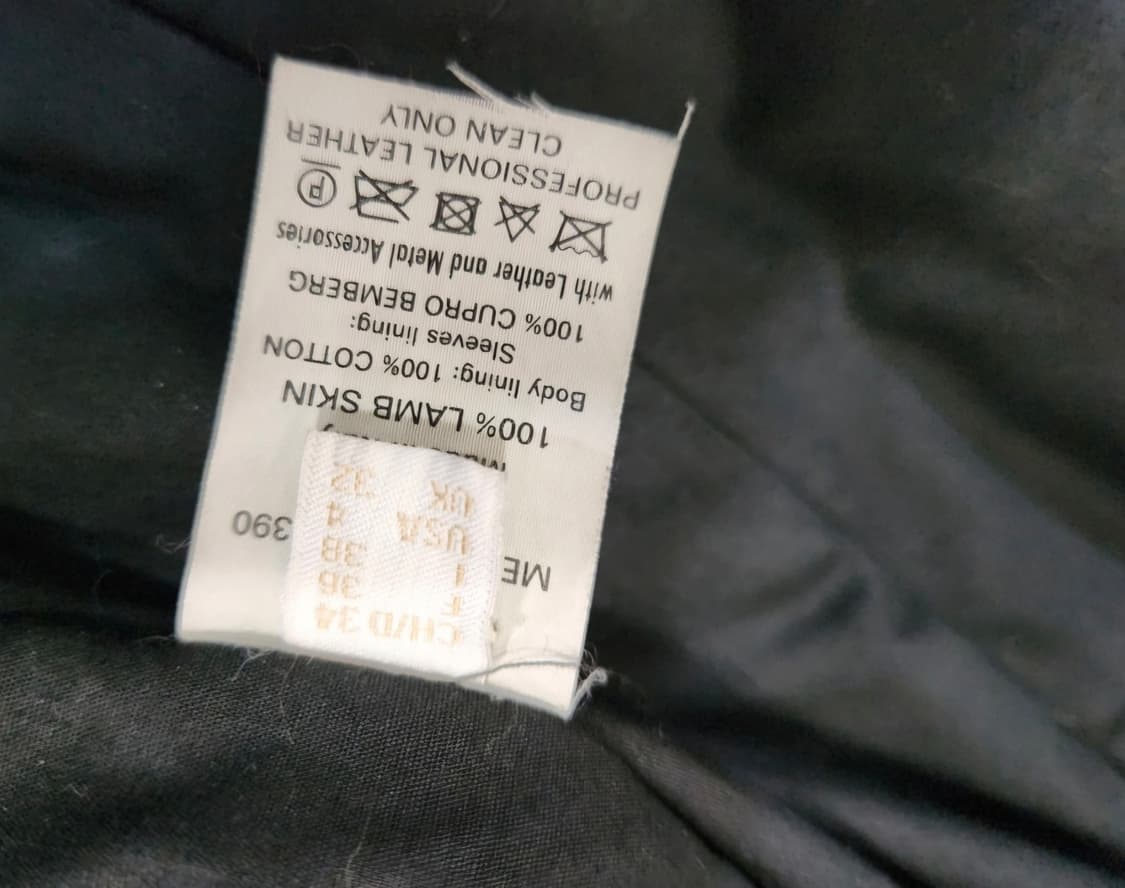 CH/D 34
F 36
I 38
USA 4
UK 32
ME
390
100% LAMB SKIN
Body lining: 100% COTTON
Sleeves lining:
100% CUPRO BEMBERG
with Leather and Metal Accessories
P
PROFESSIONAL LEATHER
CLEAN ONLY